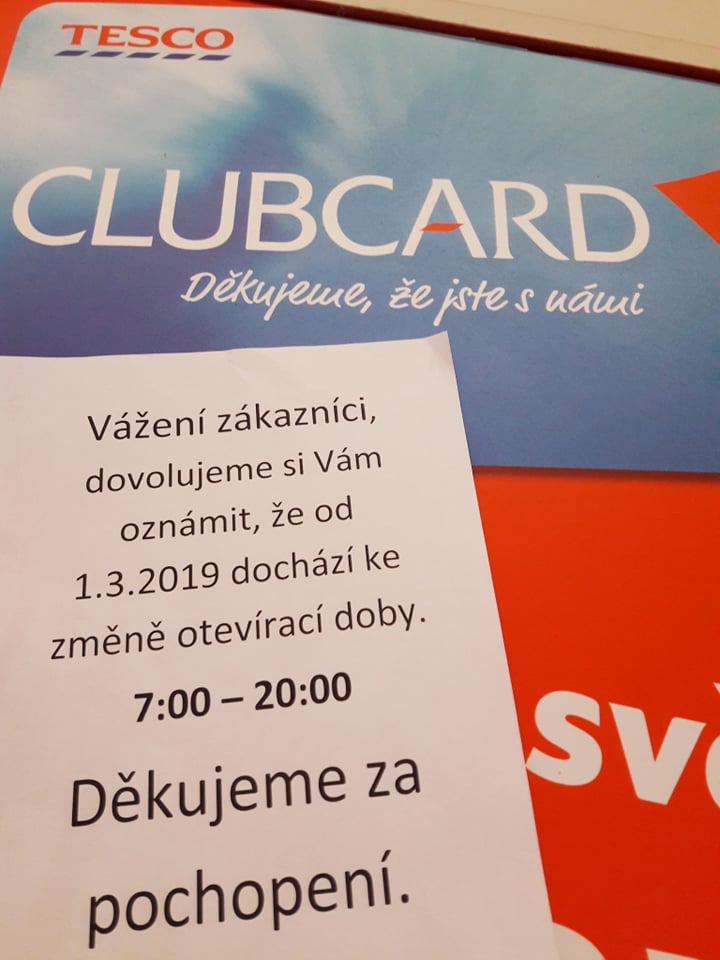 TESCO
CLUBCARD
Děkujeme, že jste s námi
Vážení zákazníci,
dovolujeme si Vám
oznámit, že od
1.3.2019 dochází ke
změně otevírací doby.
7:00 – 20:00
Děkujeme za
pochopení.